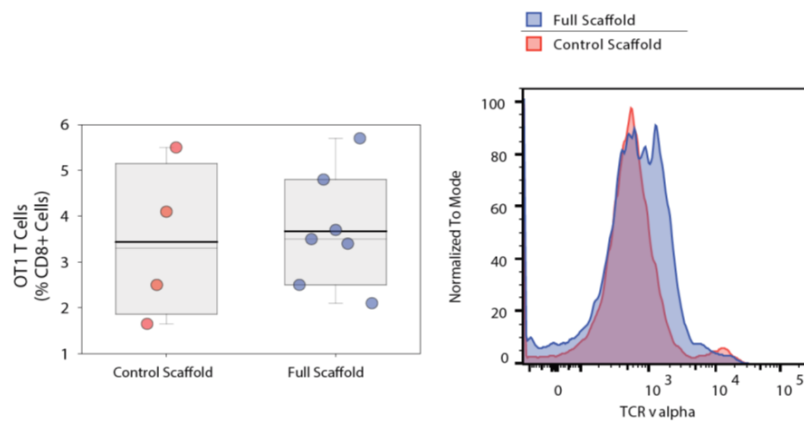 Full Scaffold
Control Scaffold
OT1 T Cells
(% CD8+ Cells)
6
5
4
3
2
1
Control Scaffold
Full Scaffold
Normalized To Mode
100
80
60
40
20
0
0
10 3
10 4
10 5
TCR v alpha